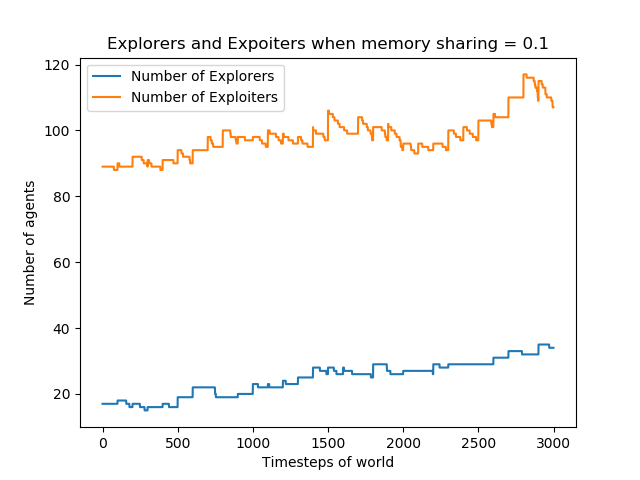 Explorers and Expoiters when memory sharing = 0.1
Number of Explorers
Number of Exploiters
120
100
80
60
40
20
Number of agents
0 500 1000 1500 2000 2500 3000
Timesteps of world